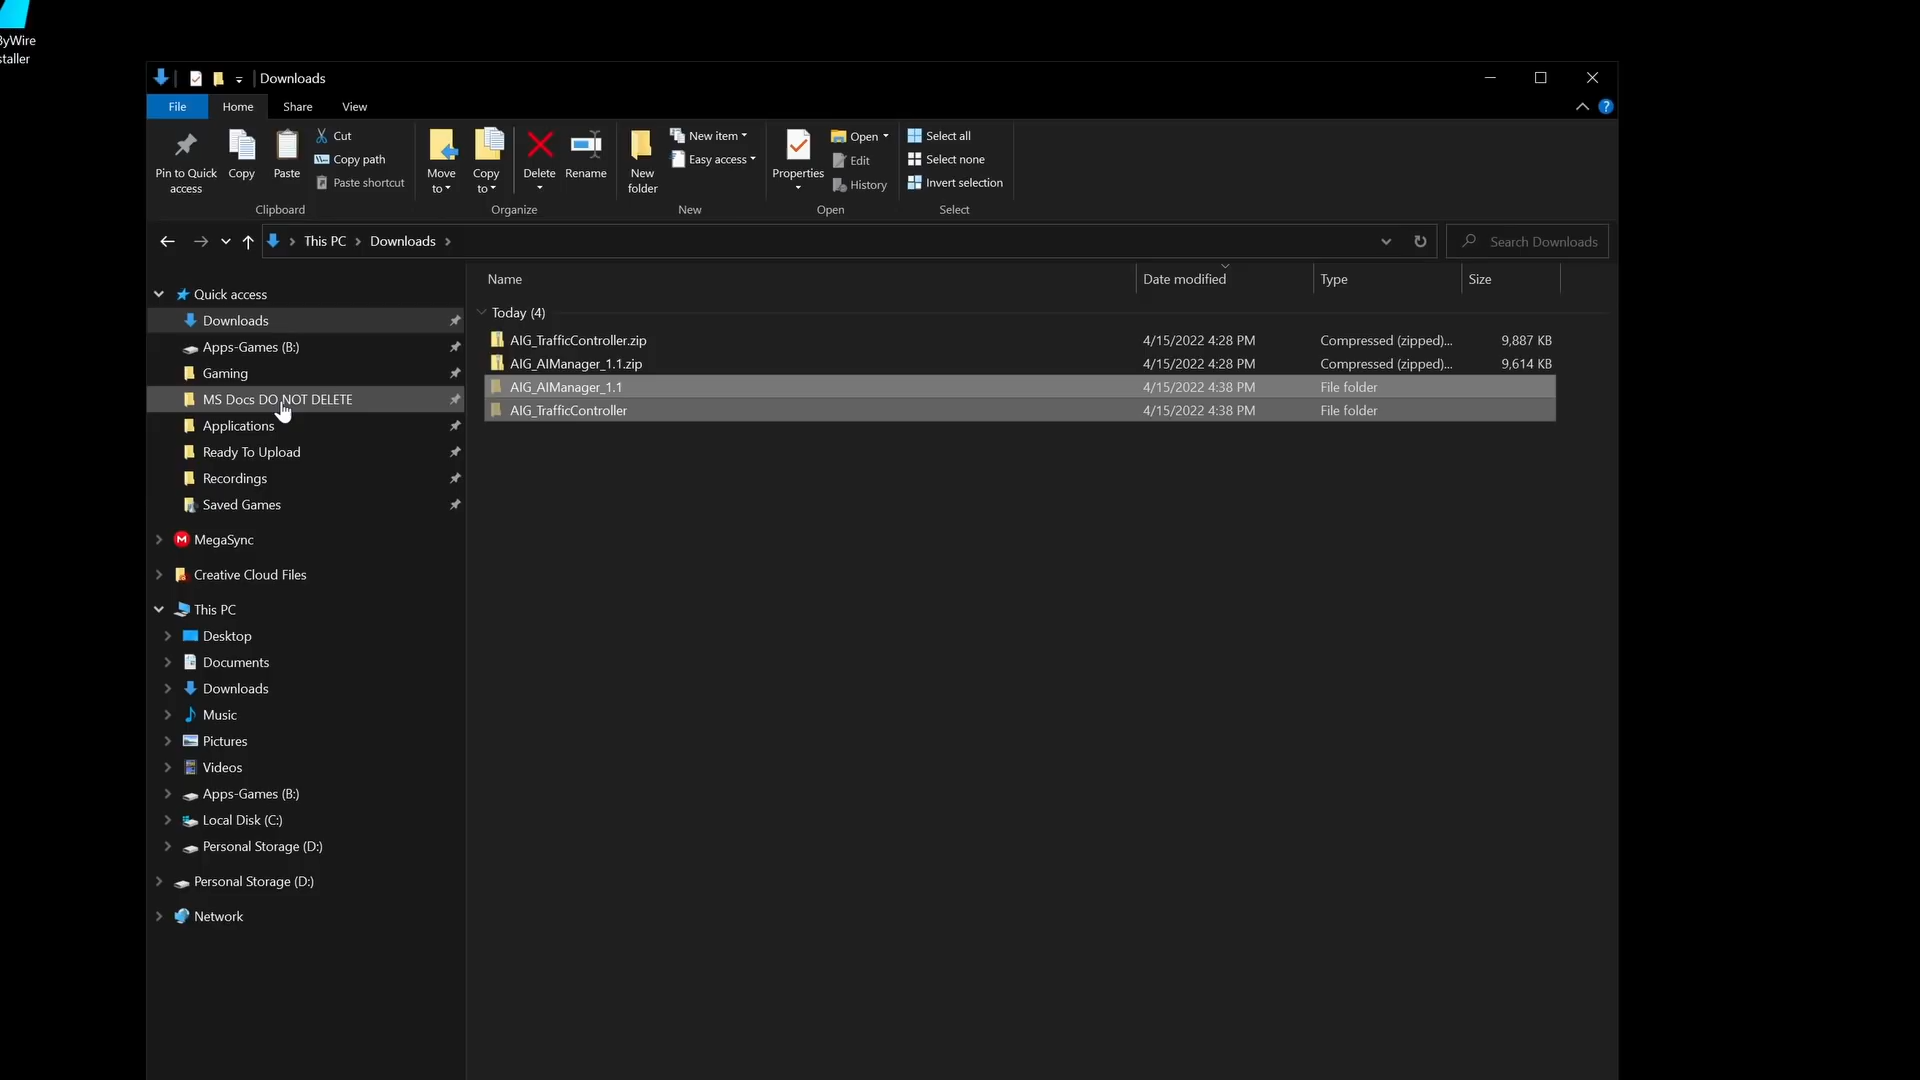 ByWire
staller
Downloads
File Home Share View
Pin to Quick access
Copy
Paste
Cut
Copy path
Paste shortcut
Clipboard
Move to
Copy to
Delete
Rename
Organize
New folder
New item
Easy access
New
Properties
Open
Edit
History
Open
Select all
Select none
Invert selection
Select
This PC > Downloads >
Search Downloads
Name Date modified Type Size
Today (4)
AIG_TrafficController.zip 4/15/2022 4:28 PM Compressed (zipped)... 9,887 KB
AIG_AIManager_1.1.zip 4/15/2022 4:28 PM Compressed (zipped)... 9,614 KB
AIG_AIManager_1.1 4/15/2022 4:38 PM File folder
AIG_TrafficController 4/15/2022 4:38 PM File folder
Quick access
Downloads
Apps-Games (B:)
Gaming
MS Docs DO NOT DELETE
Applications
Ready To Upload
Recordings
Saved Games
MegaSync
Creative Cloud Files
This PC
Desktop
Documents
Downloads
Music
Pictures
Videos
Apps-Games (B:)
Local Disk (C:)
Personal Storage (D:)
Personal Storage (D:)
Network